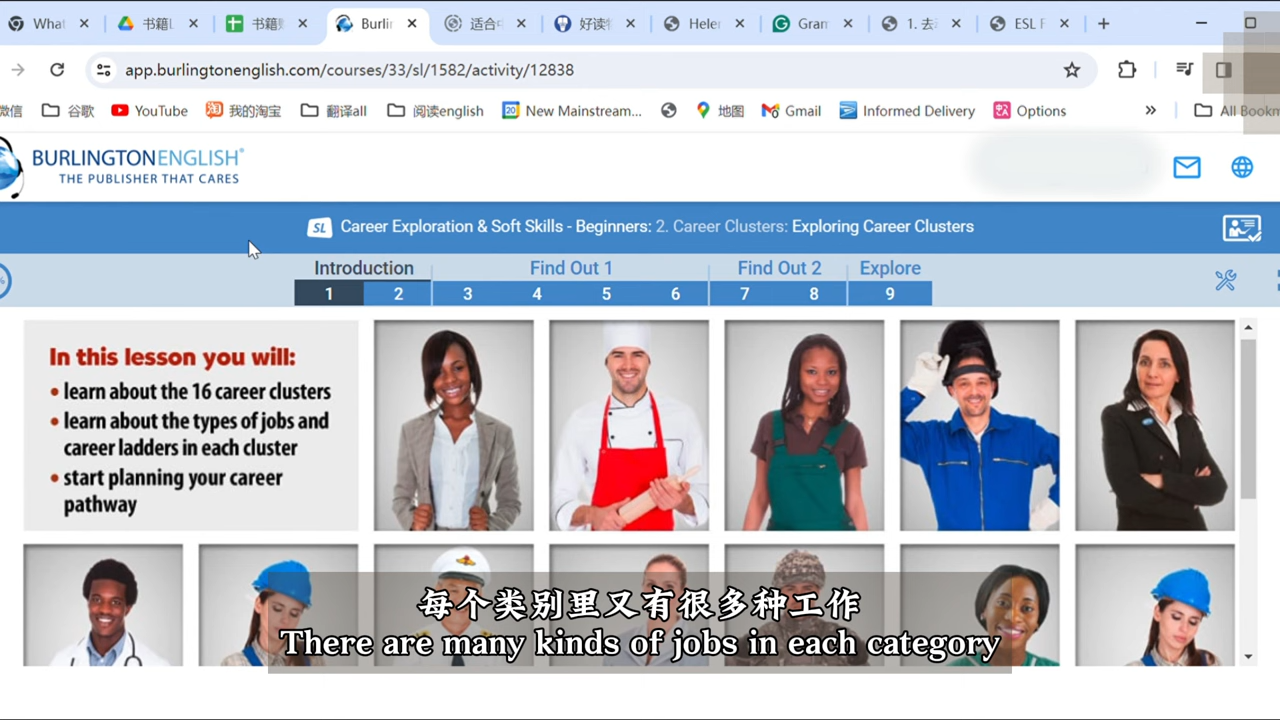 What
书籍L
书籍
Burlin
适合中
好读
Helen
Gram
1. 去
ESL F
app.burlingtonenglish.com/courses/33/sl/1582/activity/12838
微信
谷歌
YouTube
我的淘宝
翻译all
阅读english
20
New Mainstream...
地图
Gmail
Informed Delivery
Options
»
All Bookn
BURLINGTONENGLISH®
THE PUBLISHER THAT CARES
SL Career Exploration & Soft Skills - Beginners: 2. Career Clusters: Exploring Career Clusters
Introduction Find Out 1 Find Out 2 Explore
1 2 3 4 5 6 7 8 9
In this lesson you will:
• learn about the 16 career clusters
• learn about the types of jobs and
career ladders in each cluster
• start planning your career
pathway
每个类别里又有很多种工作
There are many kinds of jobs in each category